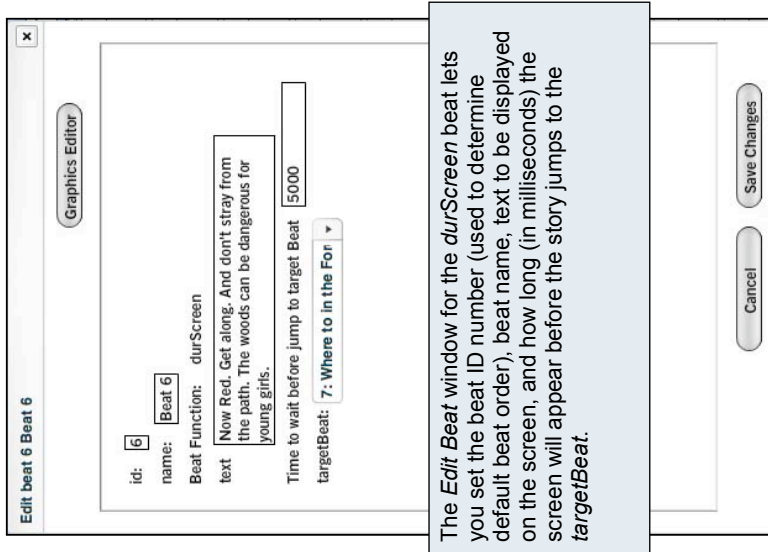 Edit beat 6 Beat 6
Graphics Editor
id: 6
name: Beat 6
Beat Function: durScreen
text Now Red. Get along. And don't stray from
the path. The woods can be dangerous for
young girls.
Time to wait before jump to target Beat 5000
targetBeat: 7: Where to in the For
The Edit Beat window for the durScreen beat lets
you set the beat ID number (used to determine
default beat order), beat name, text to be displayed
on the screen, and how long (in milliseconds) the
screen will appear before the story jumps to the
targetBeat.
Cancel Save Changes